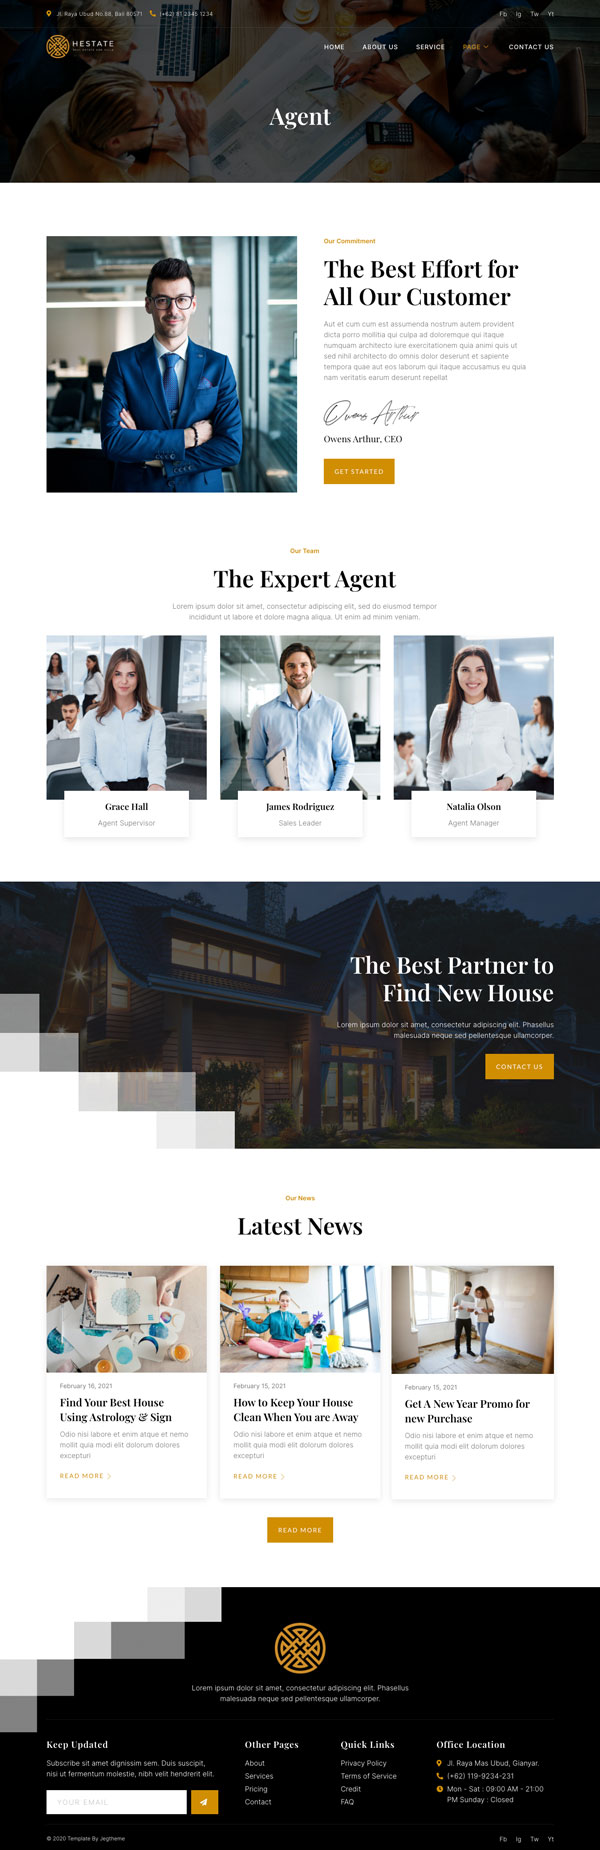 Jl. Raya Ubud No 88, Bali 80571
(+62) 81 2345 1234
Fb Ig Tw Yt
HESTATE
HOME ABOUT US SERVICE PAGE CONTACT US
Agent
Our Commitment
The Best Effort for
All Our Customer
Aut et cum cum est assumenda nostrum autem provident
dicta porro mollitia qui culpa ad doloremque qui itaque
numquam architecto iure exercitationem quia animi quis ut
sed nihil architecto do omnis dolor deserunt et sapiente
tempora quae aut eos laborum qui itaque accusamus eu quia
nam veritatis earum deserunt repellat
Owens Arthur
Owens Arthur, CEO
GET STARTED
Our Team
The Expert Agent
Lorem ipsum dolor sit amet, consectetur adipiscing elit, sed do eiusmod tempor
incididunt ut labore et dolore magna aliqua. Ut enim ad minim veniam.
Grace Hall
Agent Supervisor
James Rodriguez
Sales Leader
Natalia Olson
Agent Manager
The Best Partner to
Find New House
Lorem ipsum dolor sit amet, consectetur adipiscing elit. Phasellus
malesuada neque sed pellentesque ullamcorper.
CONTACT US
Our News
Latest News
February 16, 2021
Find Your Best House
Using Astrology & Sign
Odio nisi labore et enim atque et nemo
mollit quia modi elit dolorum dolores
excepturi
READ MORE
February 15, 2021
How to Keep Your House
Clean When You are Away
Odio nisi labore et enim atque et nemo
mollit quia modi elit dolorum dolores
excepturi
READ MORE
February 15, 2021
Get A New Year Promo for
new Purchase
Odio nisi labore et enim atque et nemo
mollit quia modi elit dolorum dolores
excepturi
READ MORE
READ MORE
Lorem ipsum dolor sit amet, consectetur adipiscing elit. Phasellus
malesuada neque sed pellentesque ullamcorper.
Keep Updated
Subscribe sit amet dignissim sem. Duis suscipit,
nisi ut fermentum molestie, nibh velit hendrerit elit.
YOUR EMAIL
Other Pages
About
Services
Pricing
Contact
Quick Links
Privacy Policy
Terms of Service
Credit
FAQ
Office Location
Jl. Raya Mas Ubud, Gianyar.
(+62) 119-9234-231
Mon - Sat : 09:00 AM - 21:00
PM Sunday : Closed
© 2020 Template By Jegtheme
Fb Ig Tw Yt